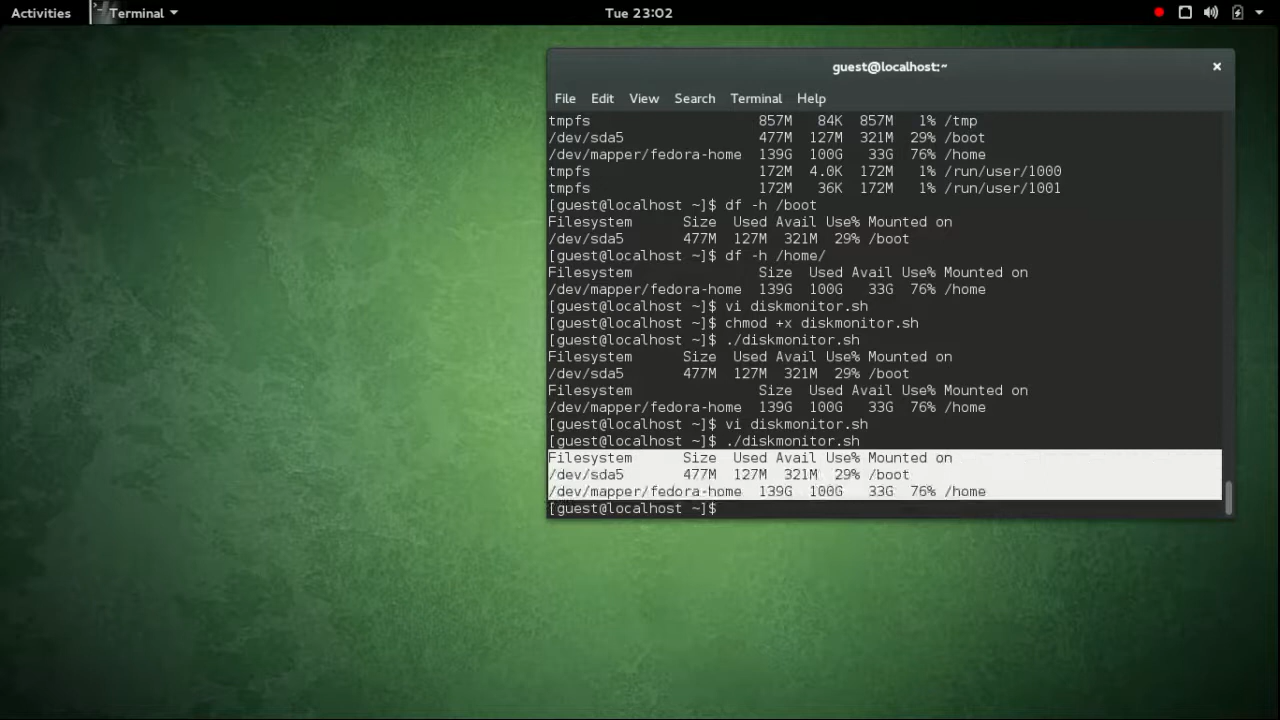 Activities Terminal Tue 23:02
guest@localhost:~ ×
File Edit View Search Terminal Help
tmpfs 857M 84K 857M 1% /tmp
/dev/sda5 477M 127M 321M 29% /boot
/dev/mapper/fedora-home 139G 100G 33G 76% /home
tmpfs 172M 4.0K 172M 1% /run/user/1000
tmpfs 172M 36K 172M 1% /run/user/1001
[guest@localhost ~]$ df -h /boot
Filesystem Size Used Avail Use% Mounted on
/dev/sda5 477M 127M 321M 29% /boot
[guest@localhost ~]$ df -h /home/
Filesystem Size Used Avail Use% Mounted on
/dev/mapper/fedora-home 139G 100G 33G 76% /home
[guest@localhost ~]$ vi diskmonitor.sh
[guest@localhost ~]$ chmod +x diskmonitor.sh
[guest@localhost ~]$ ./diskmonitor.sh
Filesystem Size Used Avail Use% Mounted on
/dev/sda5 477M 127M 321M 29% /boot
Filesystem Size Used Avail Use% Mounted on
/dev/mapper/fedora-home 139G 100G 33G 76% /home
[guest@localhost ~]$ vi diskmonitor.sh
[guest@localhost ~]$ ./diskmonitor.sh
Filesystem Size Used Avail Use% Mounted on
/dev/sda5 477M 127M 321M 29% /boot
/dev/mapper/fedora-home 139G 100G 33G 76% /home
[guest@localhost ~]$